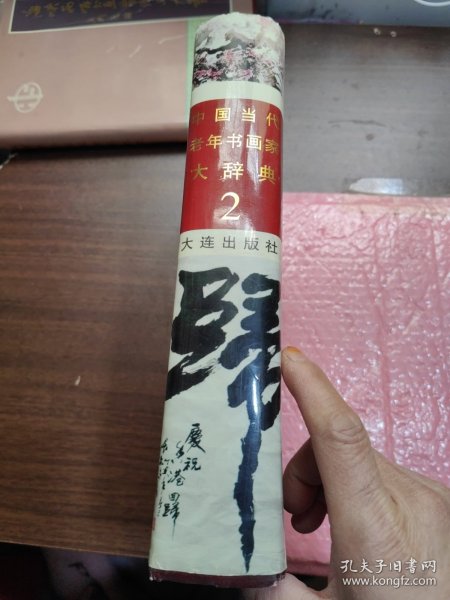 中国当代
老年书画家
大辞典
2
大连出版社
歸
慶祝
香港
回歸
孔夫子旧书网
www.kongfz.com